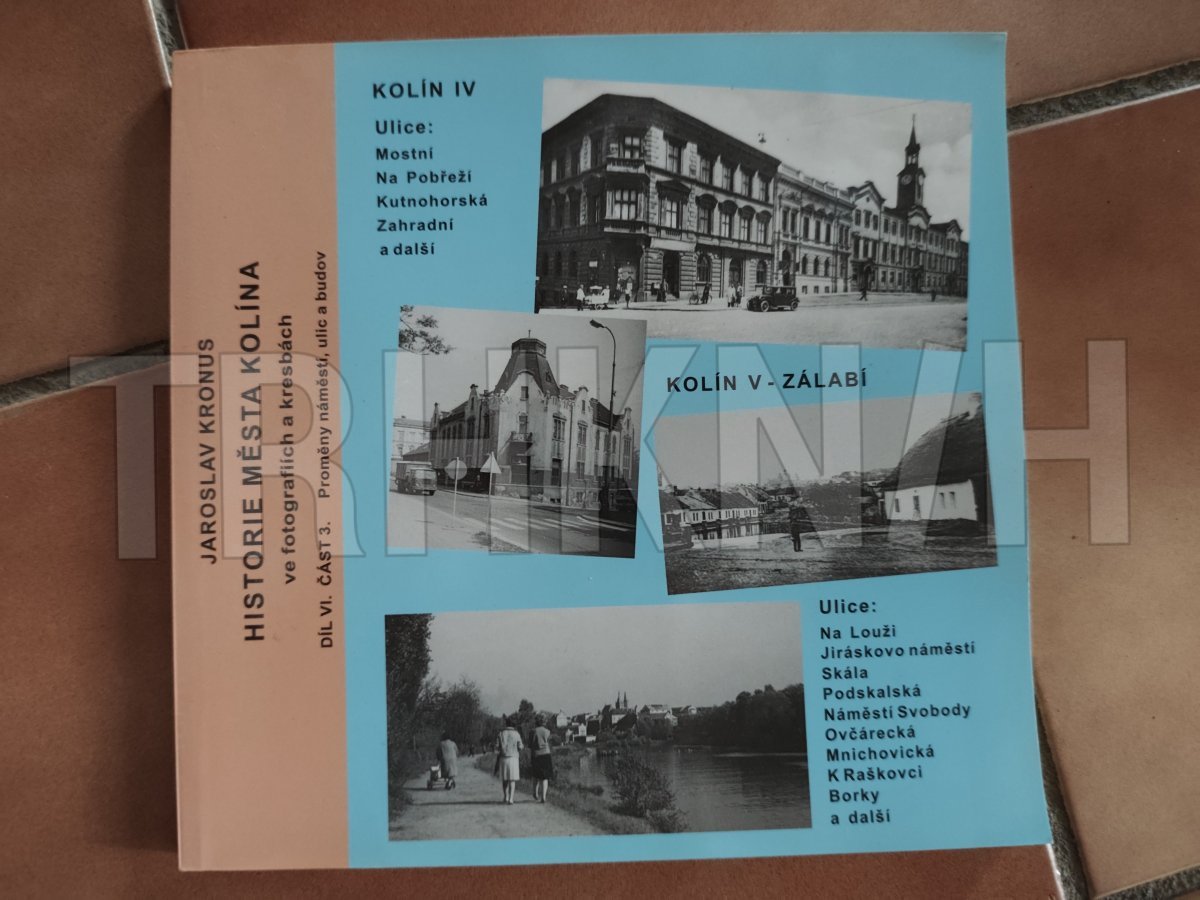 JAROSLAV KRONUS
HISTORIE MĚSTA KOLÍNA
ve fotografiích a kresbách
DÍL VI. ČÁST 3. Proměny náměstí, ulic a budov
KOLÍN IV
Ulice:
Mostní
Na Pobřeží
Kutnohorská
Zahradní
a další
KOLÍN V - ZÁLABÍ
Ulice:
Na Louži
Jiráskovo náměstí
Skála
Podskalská
Náměstí Svobody
Ovčárecká
Mnichovická
K Raškovci
Borky
a další